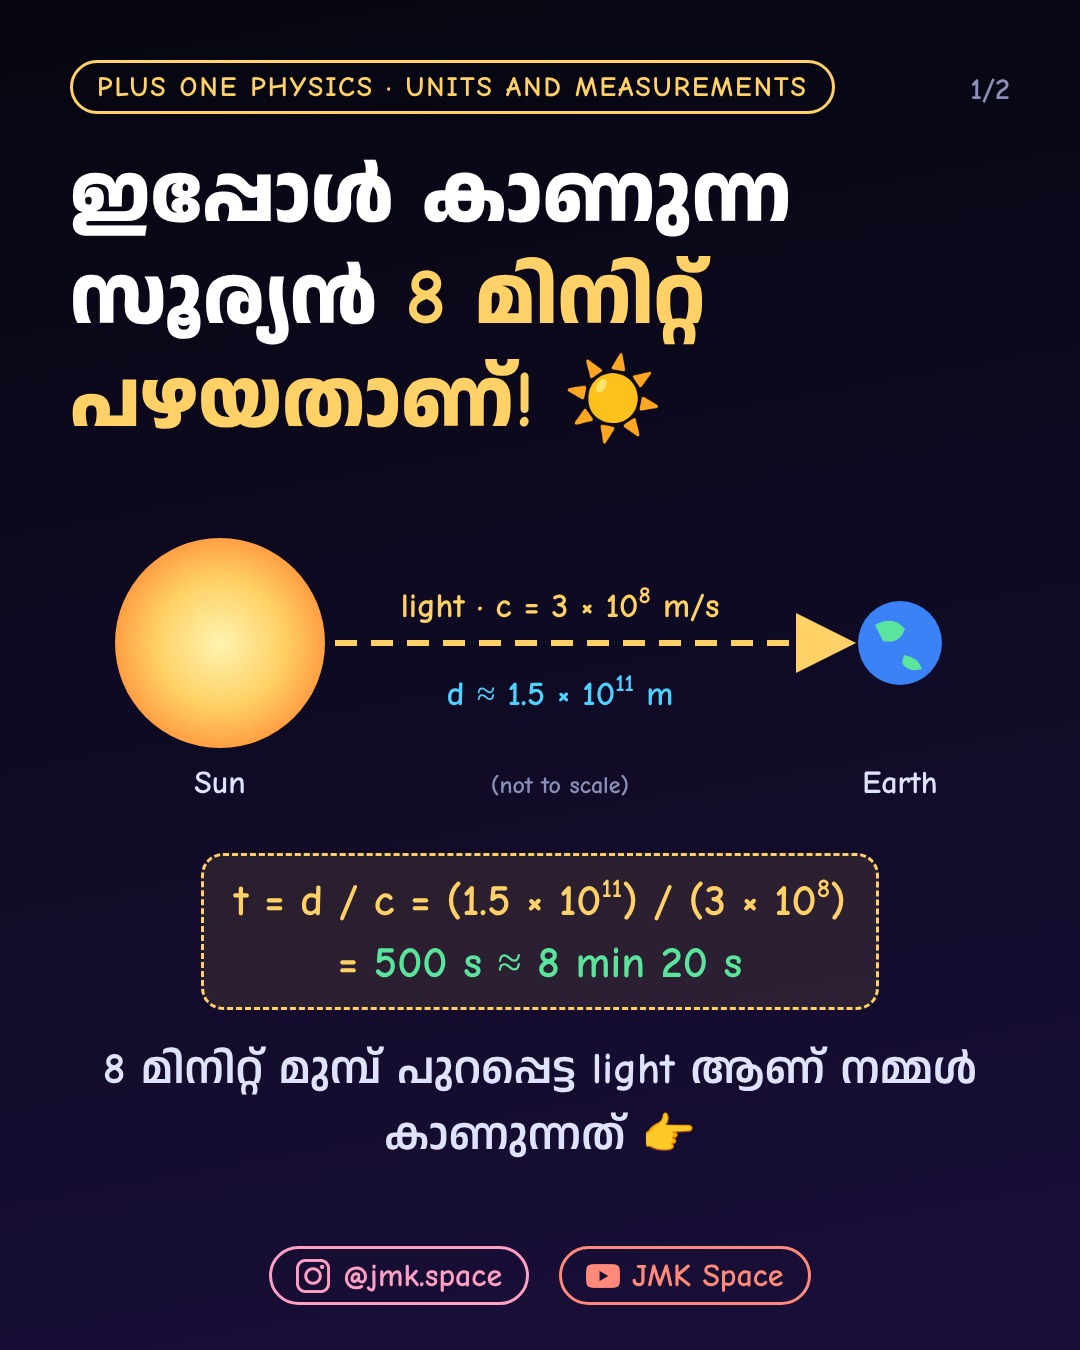 PLUS ONE PHYSICS · UNITS AND MEASUREMENTS
1/2
ഇപ്പോൾ കാണുന്ന
സൂര്യൻ 8 മിനിറ്റ്
പഴയതാണ്! ☀️
light · c = 3 × 10⁸ m/s
d ≈ 1.5 × 10¹¹ m
Sun
(not to scale)
Earth
t = d / c = (1.5 × 10¹¹) / (3 × 10⁸)
= 500 s ≈ 8 min 20 s
8 മിനിറ്റ് മുമ്പ് പുറപ്പെട്ട light ആണ് നമ്മൾ
കാണുന്നത് 👉
@jmk.space
JMK Space